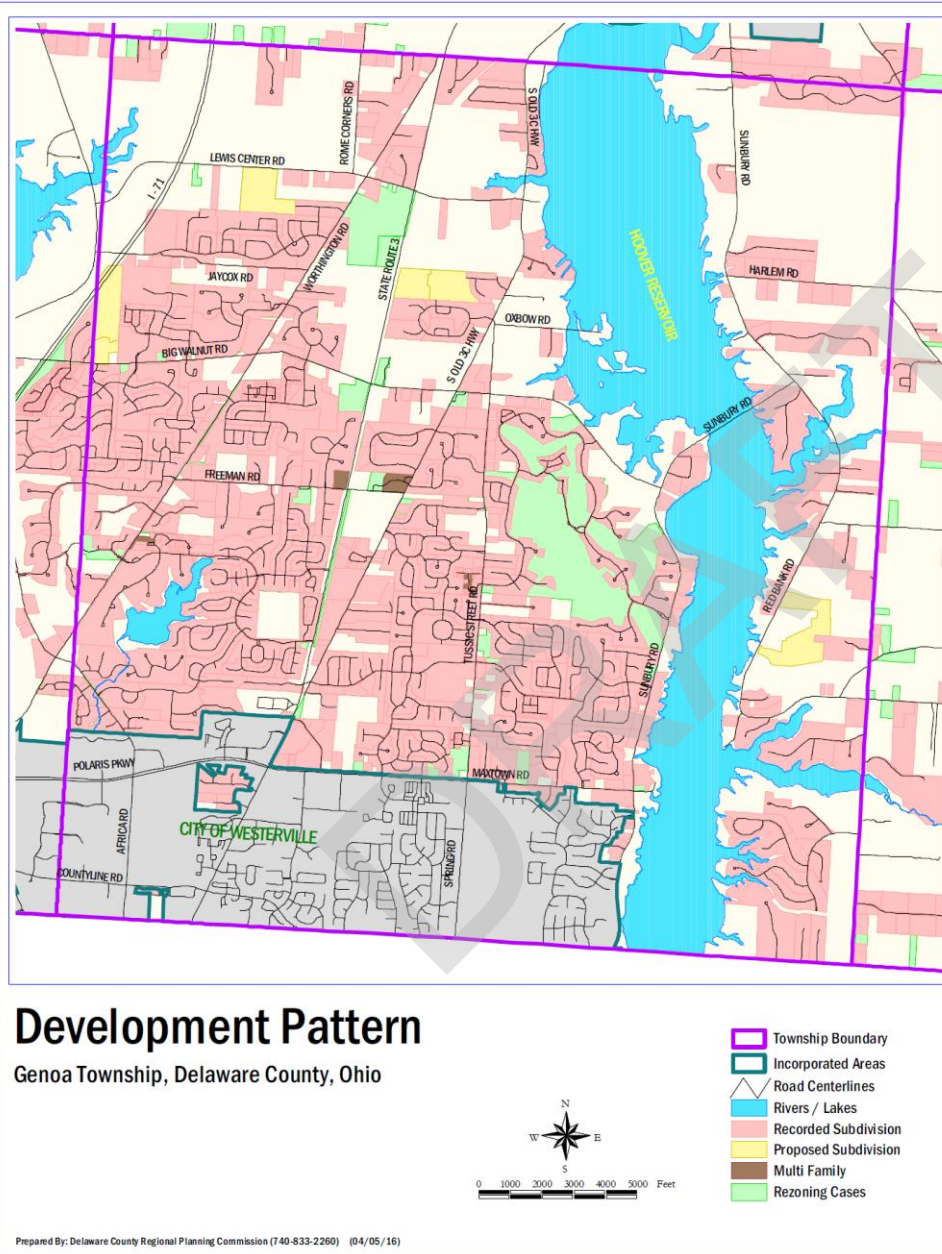 S OLD 3C HWY
ROME CORNERS RD
SUNBURY RD
LEWIS CENTER RD
I - 71
WORTHINGTON RD
STATE ROUTE 3
HOOVER RESERVOIR
HARLEM RD
JAYCOX RD
OXBOW RD
BIG WALNUT RD
S OLD 3C HWY
SUNBURY RD
FREEMAN RD
RED BANK RD
TUSSIC STREET RD
SUNBURY RD
POLARIS PKWY
MAXTOWN RD
AFRICA RD
CITY OF WESTERVILLE
SPRING RD
COUNTYLINE RD
DRAFT
Development Pattern
Genoa Township, Delaware County, Ohio
N
W E
S
0 1000 2000 3000 4000 5000 Feet
Township Boundary
Incorporated Areas
Road Centerlines
Rivers / Lakes
Recorded Subdivision
Proposed Subdivision
Multi Family
Rezoning Cases
Prepared By: Delaware County Regional Planning Commission (740-833-2260) (04/05/16)